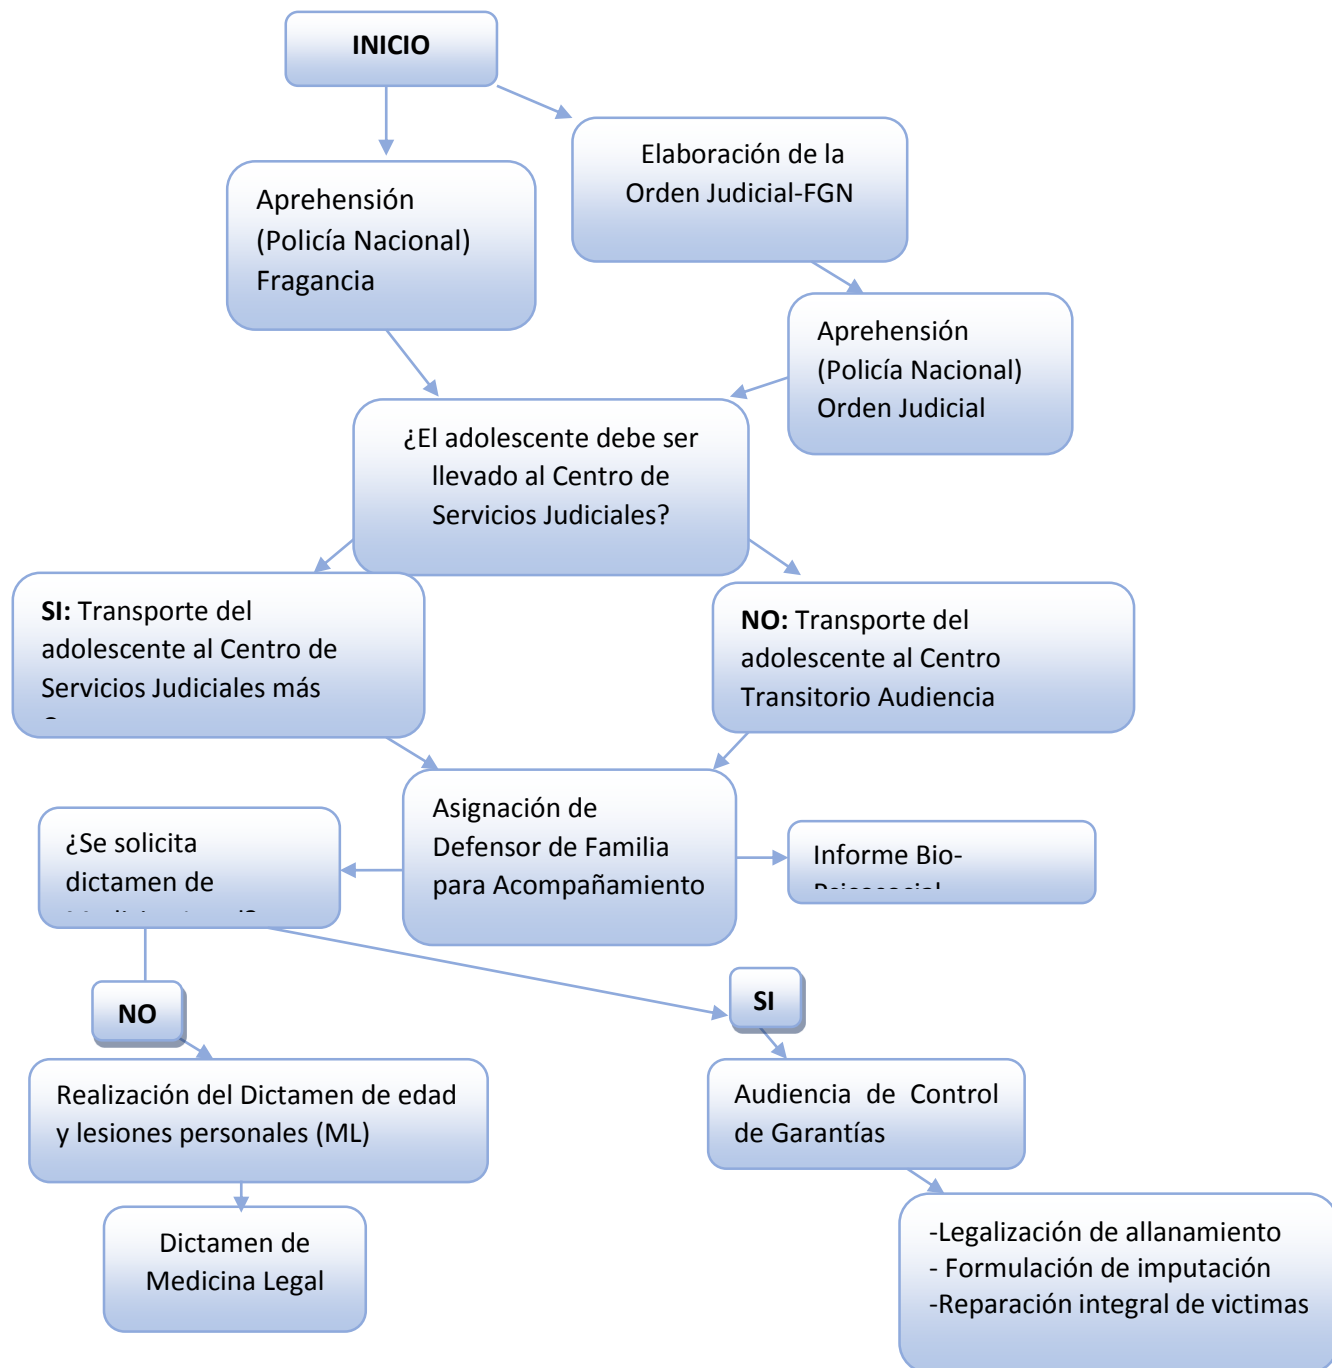 INICIO
Elaboración de la
Orden Judicial-FGN
Aprehensión
(Policía Nacional)
Fragancia
Aprehensión
(Policía Nacional)
Orden Judicial
¿El adolescente debe ser
llevado al Centro de
Servicios Judiciales?
SI: Transporte del
adolescente al Centro de
Servicios Judiciales más
NO: Transporte del
adolescente al Centro
Transitorio Audiencia
Asignación de
Defensor de Familia
para Acompañamiento
¿Se solicita
dictamen de
Informe Bio-
Psicosocial
NO
SI
Realización del Dictamen de edad
y lesiones personales (ML)
Audiencia de Control
de Garantías
Dictamen de
Medicina Legal
-Legalización de allanamiento
- Formulación de imputación
-Reparación integral de victimas